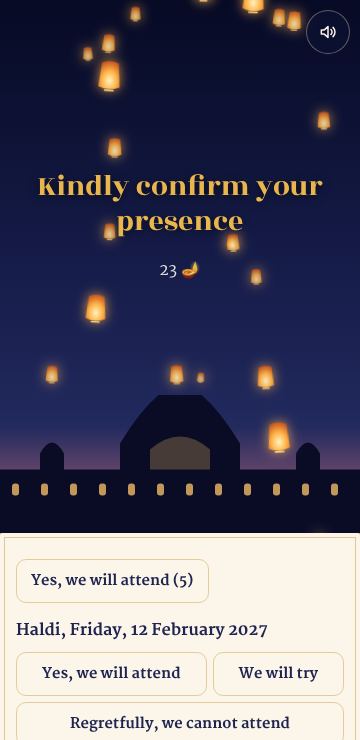 Kindly confirm your
presence
23 🪔
Yes, we will attend (5)
Haldi, Friday, 12 February 2027
Yes, we will attend
We will try
Regretfully, we cannot attend